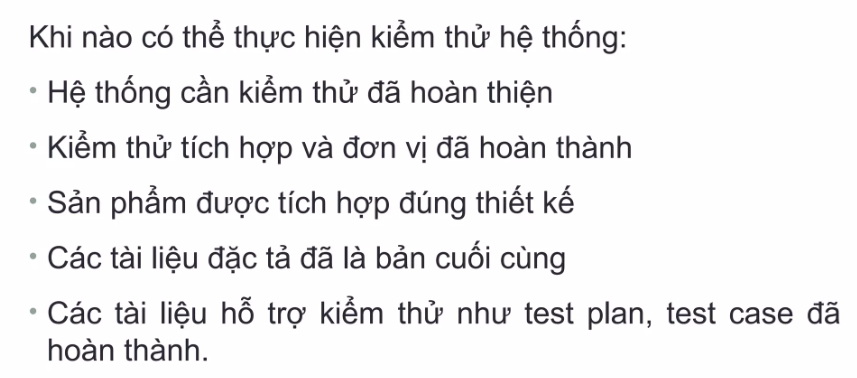 Khi nào có thể thực hiện kiểm thử hệ thống:
• Hệ thống cần kiểm thử đã hoàn thiện
• Kiểm thử tích hợp và đơn vị đã hoàn thành
• Sản phẩm được tích hợp đúng thiết kế
• Các tài liệu đặc tả đã là bản cuối cùng
• Các tài liệu hỗ trợ kiểm thử như test plan, test case đã
hoàn thành.